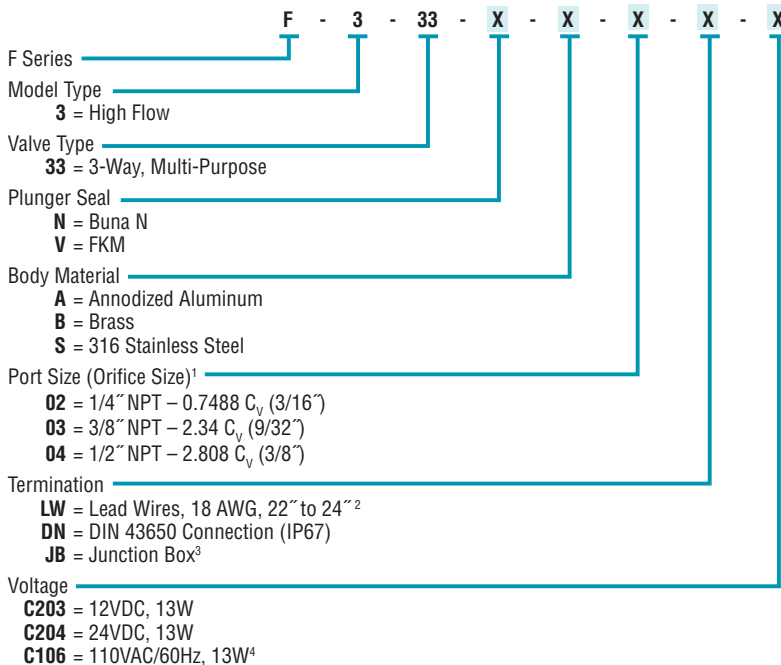 F - 3 - 33 - X - X - X - X - X
F Series
Model Type
3 = High Flow
Valve Type
33 = 3-Way, Multi-Purpose
Plunger Seal
N = Buna N
V = FKM
Body Material
A = Annodized Aluminum
B = Brass
S = 316 Stainless Steel
Port Size (Orifice Size)¹
02 = 1/4˝ NPT – 0.7488 Cᵥ (3/16˝)
03 = 3/8˝ NPT – 2.34 Cᵥ (9/32˝)
04 = 1/2˝ NPT – 2.808 Cᵥ (3/8˝)
Termination
LW = Lead Wires, 18 AWG, 22˝ to 24˝ ²
DN = DIN 43650 Connection (IP67)
JB = Junction Box³
Voltage
C203 = 12VDC, 13W
C204 = 24VDC, 13W
C106 = 110VAC/60Hz, 13W⁴